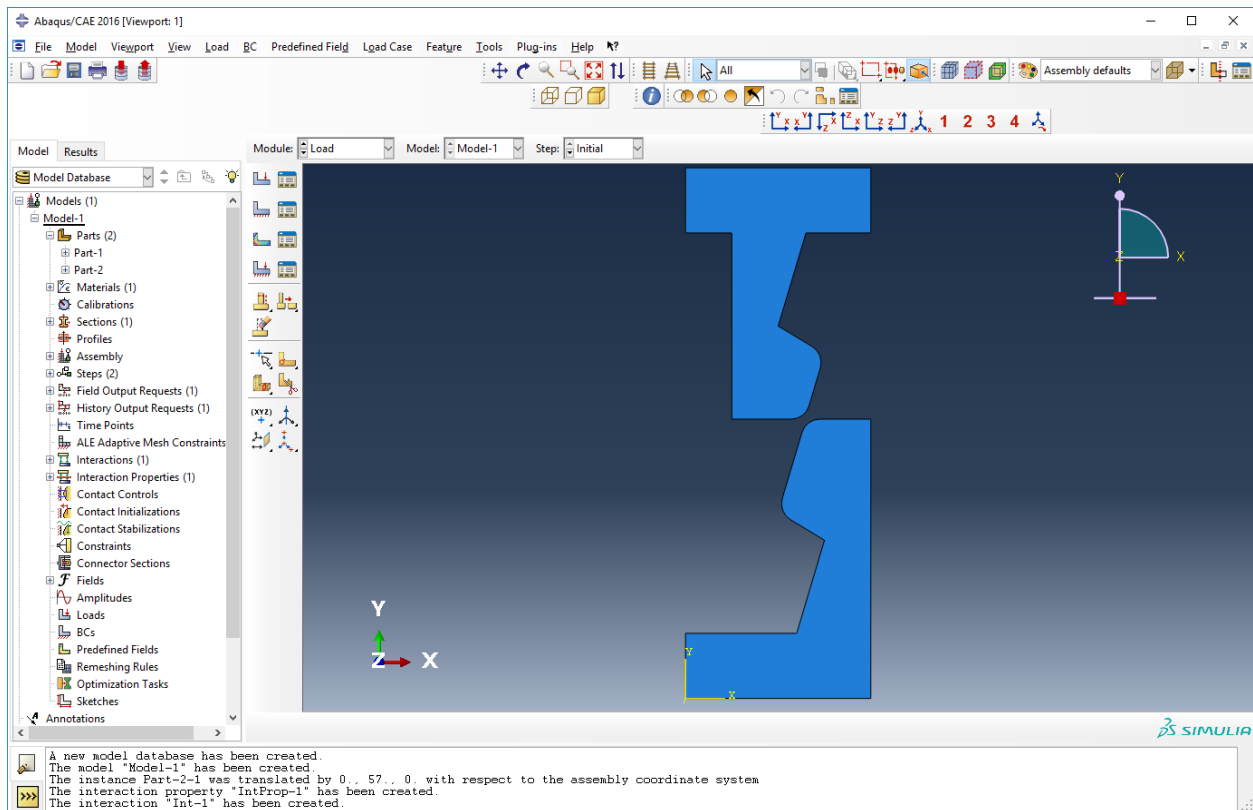 Abaqus/CAE 2016 [Viewport: 1]
File Model Viewport View Load BC Predefined Field Load Case Feature Tools Plug-ins Help
All
Assembly defaults
1 2 3 4
Model Results
Module: Load Model: Model-1 Step: Initial
Model Database
Models (1)
Model-1
Parts (2)
Part-1
Part-2
Materials (1)
Calibrations
Sections (1)
Profiles
Assembly
Steps (2)
Field Output Requests (1)
History Output Requests (1)
Time Points
ALE Adaptive Mesh Constraints
Interactions (1)
Interaction Properties (1)
Contact Controls
Contact Initializations
Contact Stabilizations
Constraints
Connector Sections
Fields
Amplitudes
Loads
BCs
Predefined Fields
Remeshing Rules
Optimization Tasks
Sketches
Annotations
(XYZ)
Y
Z X
Y
Z X
Y
X
SIMULIA
A new model database has been created.
The model "Model-1" has been created.
The instance Part-2-1 was translated by 0., 57., 0. with respect to the assembly coordinate system
The interaction property "IntProp-1" has been created.
The interaction "Int-1" has been created.